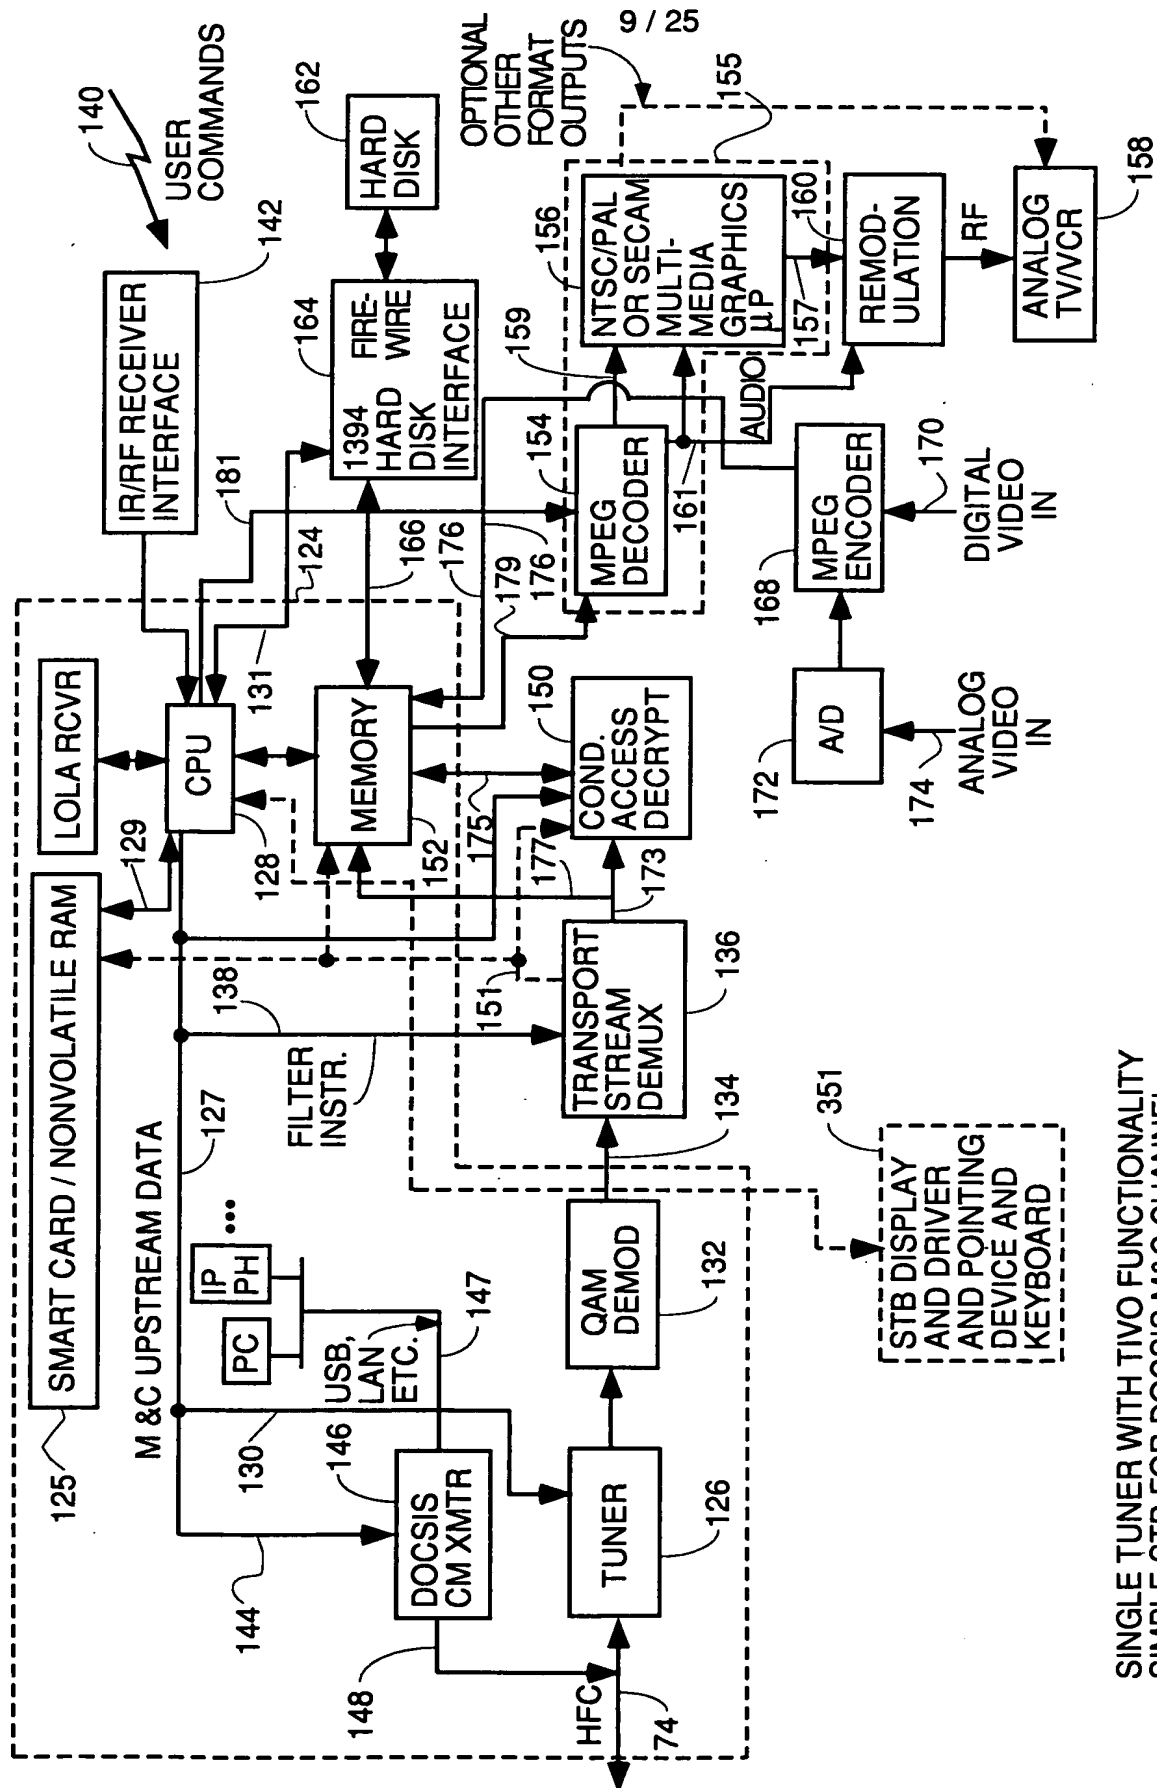 9 / 25
140
USER
COMMANDS
OPTIONAL
OTHER
FORMAT
OUTPUTS
162
HARD
DISK
155
142
IR/RF RECEIVER
INTERFACE
164
1394 FIRE-
HARD WIRE
DISK
INTERFACE
156
NTSC/PAL
OR SECAM
MULTI-
MEDIA
GRAPHICS
µP
159
157
160
REMOD-
ULATION
RF
ANALOG
TV/VCR
158
181
124
131
166
176
176
179
154
MPEG
DECODER
161
AUDIO
168
MPEG
ENCODER
170
DIGITAL
VIDEO
IN
LOLA RCVR
CPU
128
129
MEMORY
152
175
150
COND.
ACCESS
DECRYPT
172
A/D
174
ANALOG
VIDEO
IN
SMART CARD / NONVOLATILE RAM
125
M &C UPSTREAM DATA
127
138
FILTER
INSTR.
151
177
173
TRANSPORT
STREAM
DEMUX
136
134
PC
IP
PH
...
USB,
LAN
ETC.
147
130
144
146
DOCSIS
CM XMTR
148
HFC
74
TUNER
126
QAM
DEMOD
132
351
STB DISPLAY
AND DRIVER
AND POINTING
DEVICE AND
KEYBOARD
SINGLE TUNER WITH TIVO FUNCTIONALITY